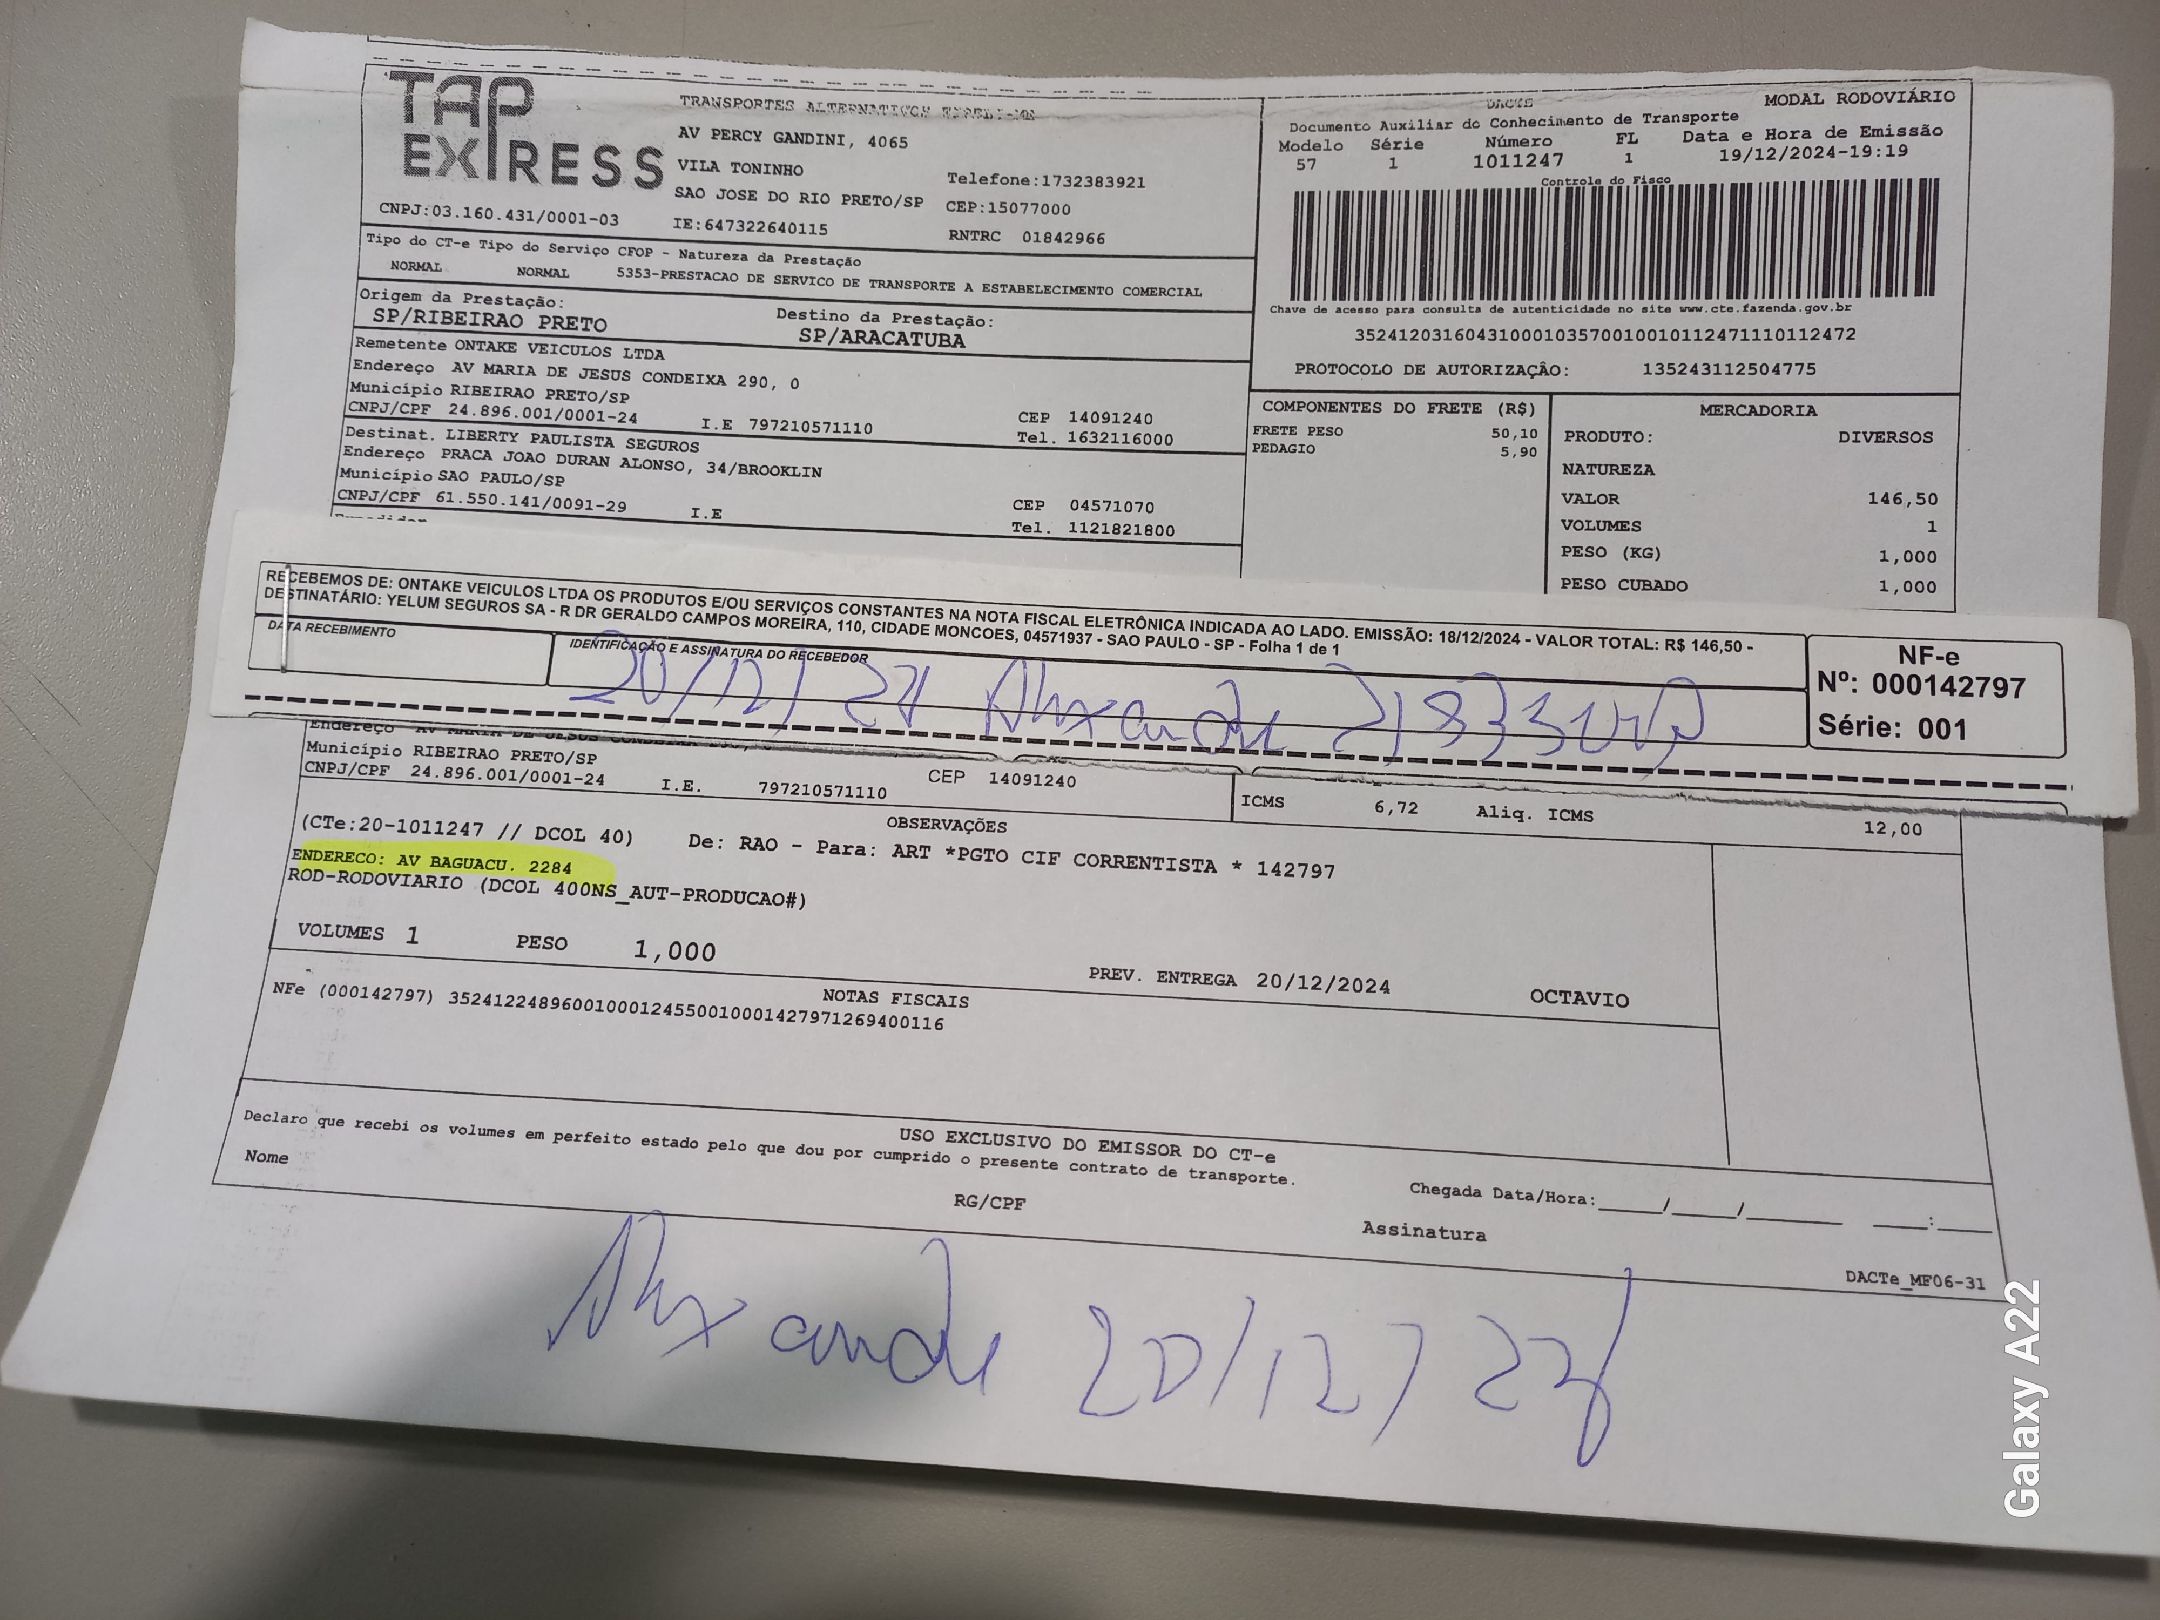 TAP EXPRESS
TRANSPORTES ALTERNATIVOS
AV PERCY GANDINI, 4065
VILA TONINHO
Telefone:1732383921
SAO JOSE DO RIO PRETO/SP CEP:15077000
CNPJ:03.160.431/0001-03 IE:647322640115 RNTRC 01842966
Tipo do CT-e Tipo do Serviço CFOP - Natureza da Prestação
NORMAL NORMAL 5353-PRESTACAO DE SERVICO DE TRANSPORTE A ESTABELECIMENTO COMERCIAL
Origem da Prestação: Destino da Prestação:
SP/RIBEIRAO PRETO SP/ARACATUBA
Remetente ONTAKE VEICULOS LTDA
Endereço AV MARIA DE JESUS CONDEIXA 290, 0
Município RIBEIRAO PRETO/SP CEP 14091240
CNPJ/CPF 24.896.001/0001-24 I.E 797210571110 Tel. 1632116000
Destinat. LIBERTY PAULISTA SEGUROS
Endereço PRACA JOAO DURAN ALONSO, 34/BROOKLIN
Município SAO PAULO/SP CEP 04571070
CNPJ/CPF 61.550.141/0091-29 I.E Tel. 1121821800
DACTE MODAL RODOVIÁRIO
Documento Auxiliar do Conhecimento de Transporte
Modelo Série Número FL Data e Hora de Emissão
57 1 1011247 1 19/12/2024-19:19
Controle do Fisco
Chave de acesso para consulta de autenticidade no site www.cte.fazenda.gov.br
35241203160431000103570010010112471110112472
PROTOCOLO DE AUTORIZAÇÃO: 135243112504775
COMPONENTES DO FRETE (R$)
FRETE PESO 50,10
PEDAGIO 5,90
MERCADORIA
PRODUTO: DIVERSOS
NATUREZA
VALOR 146,50
VOLUMES 1
PESO (KG) 1,000
PESO CUBADO 1,000
RECEBEMOS DE: ONTAKE VEICULOS LTDA OS PRODUTOS E/OU SERVIÇOS CONSTANTES NA NOTA FISCAL ELETRÔNICA INDICADA AO LADO. EMISSÃO: 18/12/2024 - VALOR TOTAL: R$ 146,50 -
DESTINATÁRIO: YELUM SEGUROS SA - R DR GERALDO CAMPOS MOREIRA, 110, CIDADE MONCOES, 04571937 - SAO PAULO - SP - Folha 1 de 1
DATA RECEBIMENTO IDENTIFICAÇÃO E ASSINATURA DO RECEBEDOR
20/12/24 Alexandre
NF-e
Nº: 000142797
Série: 001
Endereço AV MARIA DE JESUS CONDEIXA
Município RIBEIRAO PRETO/SP CEP 14091240
CNPJ/CPF 24.896.001/0001-24 I.E. 797210571110
ICMS 6,72 Aliq. ICMS 12,00
OBSERVAÇÕES
(CTe:20-1011247 // DCOL 40) De: RAO - Para: ART *PGTO CIF CORRENTISTA * 142797
ENDERECO: AV BAGUACU. 2284
ROD-RODOVIARIO (DCOL 400NS_AUT-PRODUCAO#)
VOLUMES 1 PESO 1,000 PREV. ENTREGA 20/12/2024 OCTAVIO
NOTAS FISCAIS
NFe (000142797) 35241224896001000124550010001427971269400116
USO EXCLUSIVO DO EMISSOR DO CT-e
Declaro que recebi os volumes em perfeito estado pelo que dou por cumprido o presente contrato de transporte.
Nome RG/CPF Assinatura Chegada Data/Hora:____/____/______ ___:___
DACTe_MF06-31
Alexandre 20/12/24
Galaxy A22